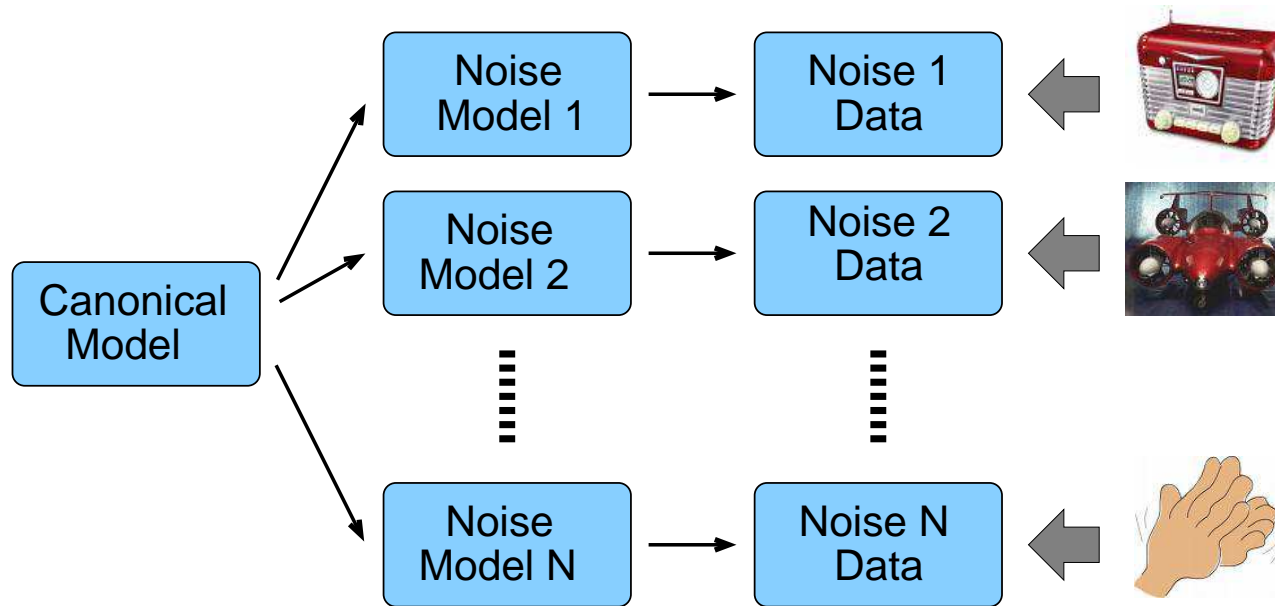 Noise
Model 1
Noise 1
Data
Noise
Model 2
Noise 2
Data
Canonical
Model
Noise
Model N
Noise N
Data